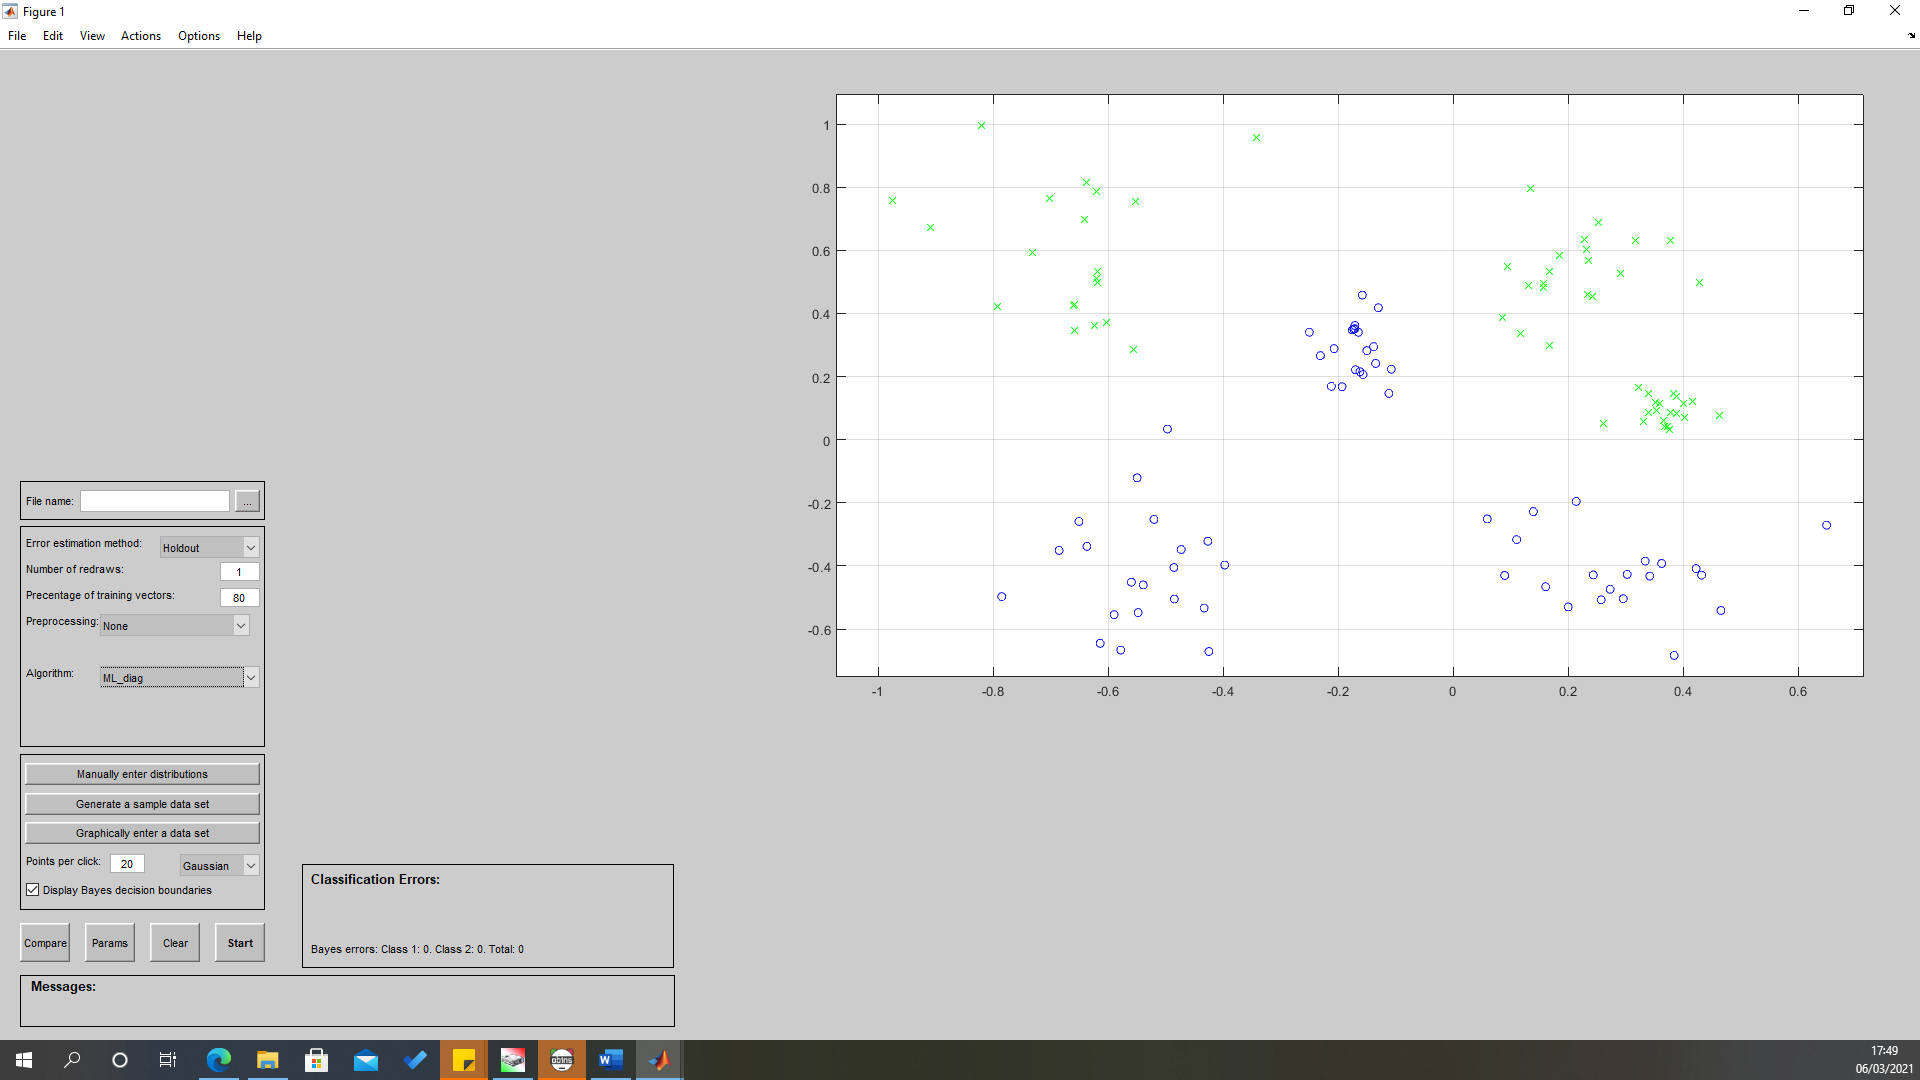 Figure 1
File Edit View Actions Options Help
1
0.8
0.6
0.4
0.2
0
-0.2
-0.4
-0.6
-1 -0.8 -0.6 -0.4 -0.2 0 0.2 0.4 0.6
File name: ...
Error estimation method: Holdout
Number of redraws: 1
Precentage of training vectors: 80
Preprocessing: None
Algorithm: ML_diag
Manually enter distributions
Generate a sample data set
Graphically enter a data set
Points per click: 20 Gaussian
Display Bayes decision boundaries
Compare Params Clear Start
Classification Errors:
Bayes errors: Class 1: 0. Class 2: 0. Total: 0
Messages:
17:49
06/03/2021